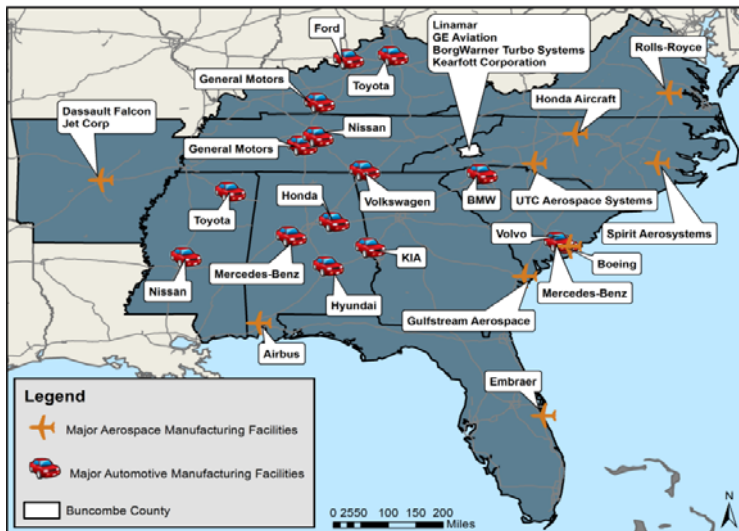 Ford
Linamar
GE Aviation
BorgWarner Turbo Systems
Kearfott Corporation
Rolls-Royce
General Motors
Toyota
Honda Aircraft
Dassault Falcon
Jet Corp
Nissan
General Motors
Volkswagen
BMW
UTC Aerospace Systems
Toyota
Honda
Spirit Aerosystems
Volvo
KIA
Boeing
Nissan
Mercedes-Benz
Hyundai
Mercedes-Benz
Gulfstream Aerospace
Airbus
Embraer
Legend
Major Aerospace Manufacturing Facilities
Major Automotive Manufacturing Facilities
Buncombe County
0 25 50 100 150 200
Miles
N